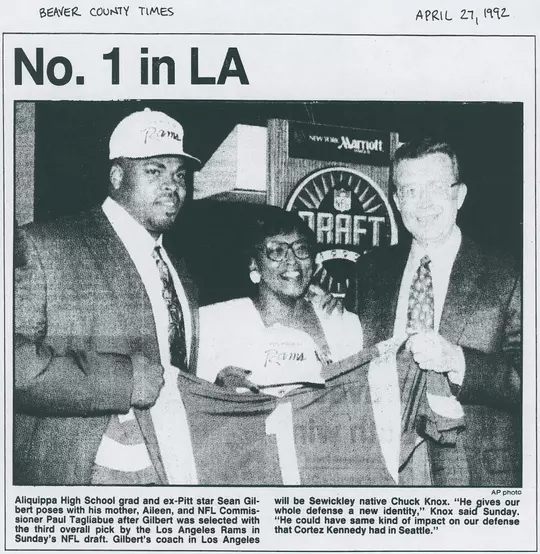 BEAVER COUNTY TIMES
APRIL 27, 1992
No. 1 in LA
Rams
NEW YORK Marriott
NFL
DRAFT
Rams
1
AP photo
Aliquippa High School grad and ex-Pitt star Sean Gil-
bert poses with his mother, Aileen, and NFL Commis-
sioner Paul Tagliabue after Gilbert was selected with
the third overall pick by the Los Angeles Rams in
Sunday's NFL draft. Gilbert's coach in Los Angeles
will be Sewickley native Chuck Knox. "He gives our
whole defense a new identity," Knox said Sunday.
"He could have same kind of impact on our defense
that Cortez Kennedy had in Seattle."